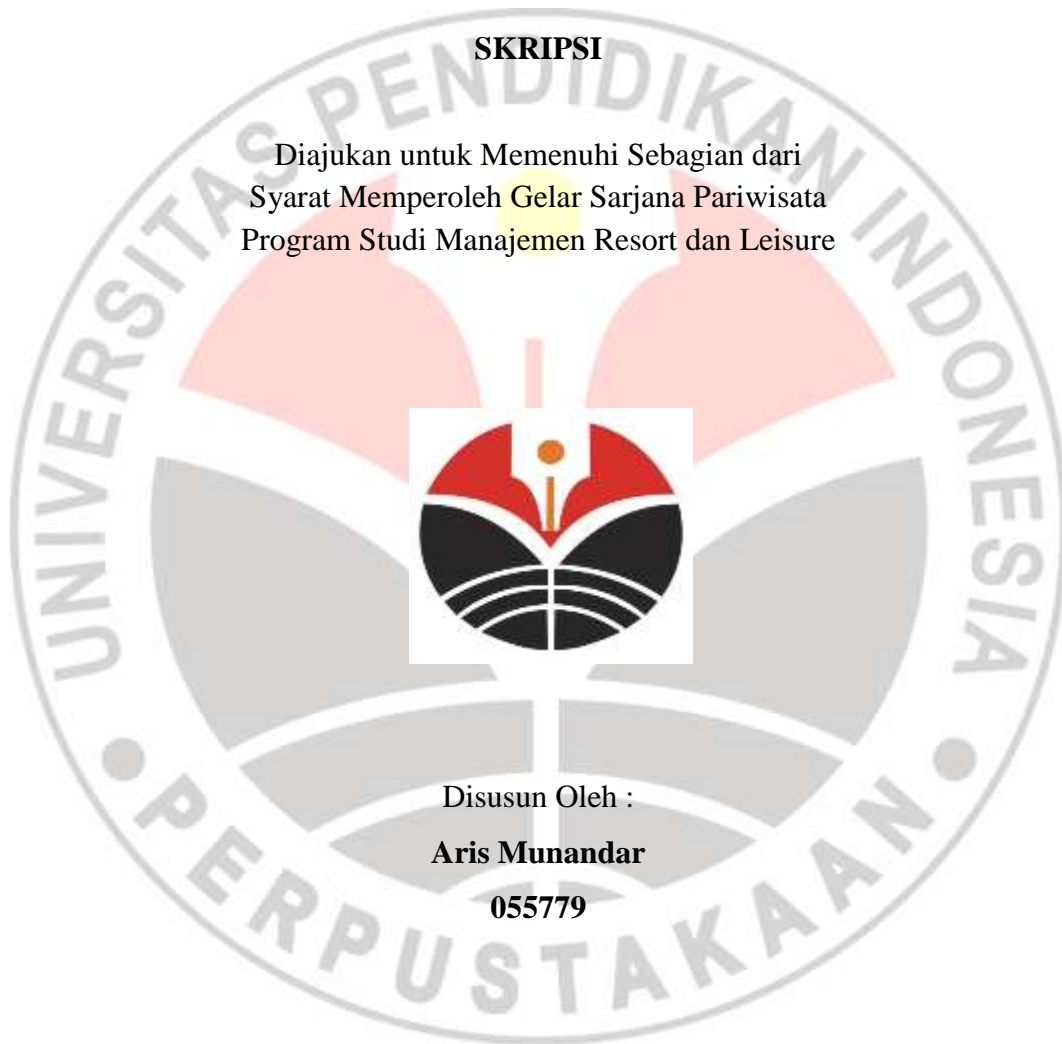 SKRIPSI
Diajukan untuk Memenuhi Sebagian dari
Syarat Memperoleh Gelar Sarjana Pariwisata
Program Studi Manajemen Resort dan Leisure
Disusun Oleh :
Aris Munandar
055779
UNIVERSITAS PENDIDIKAN INDONESIA
PERPUSTAKAAN